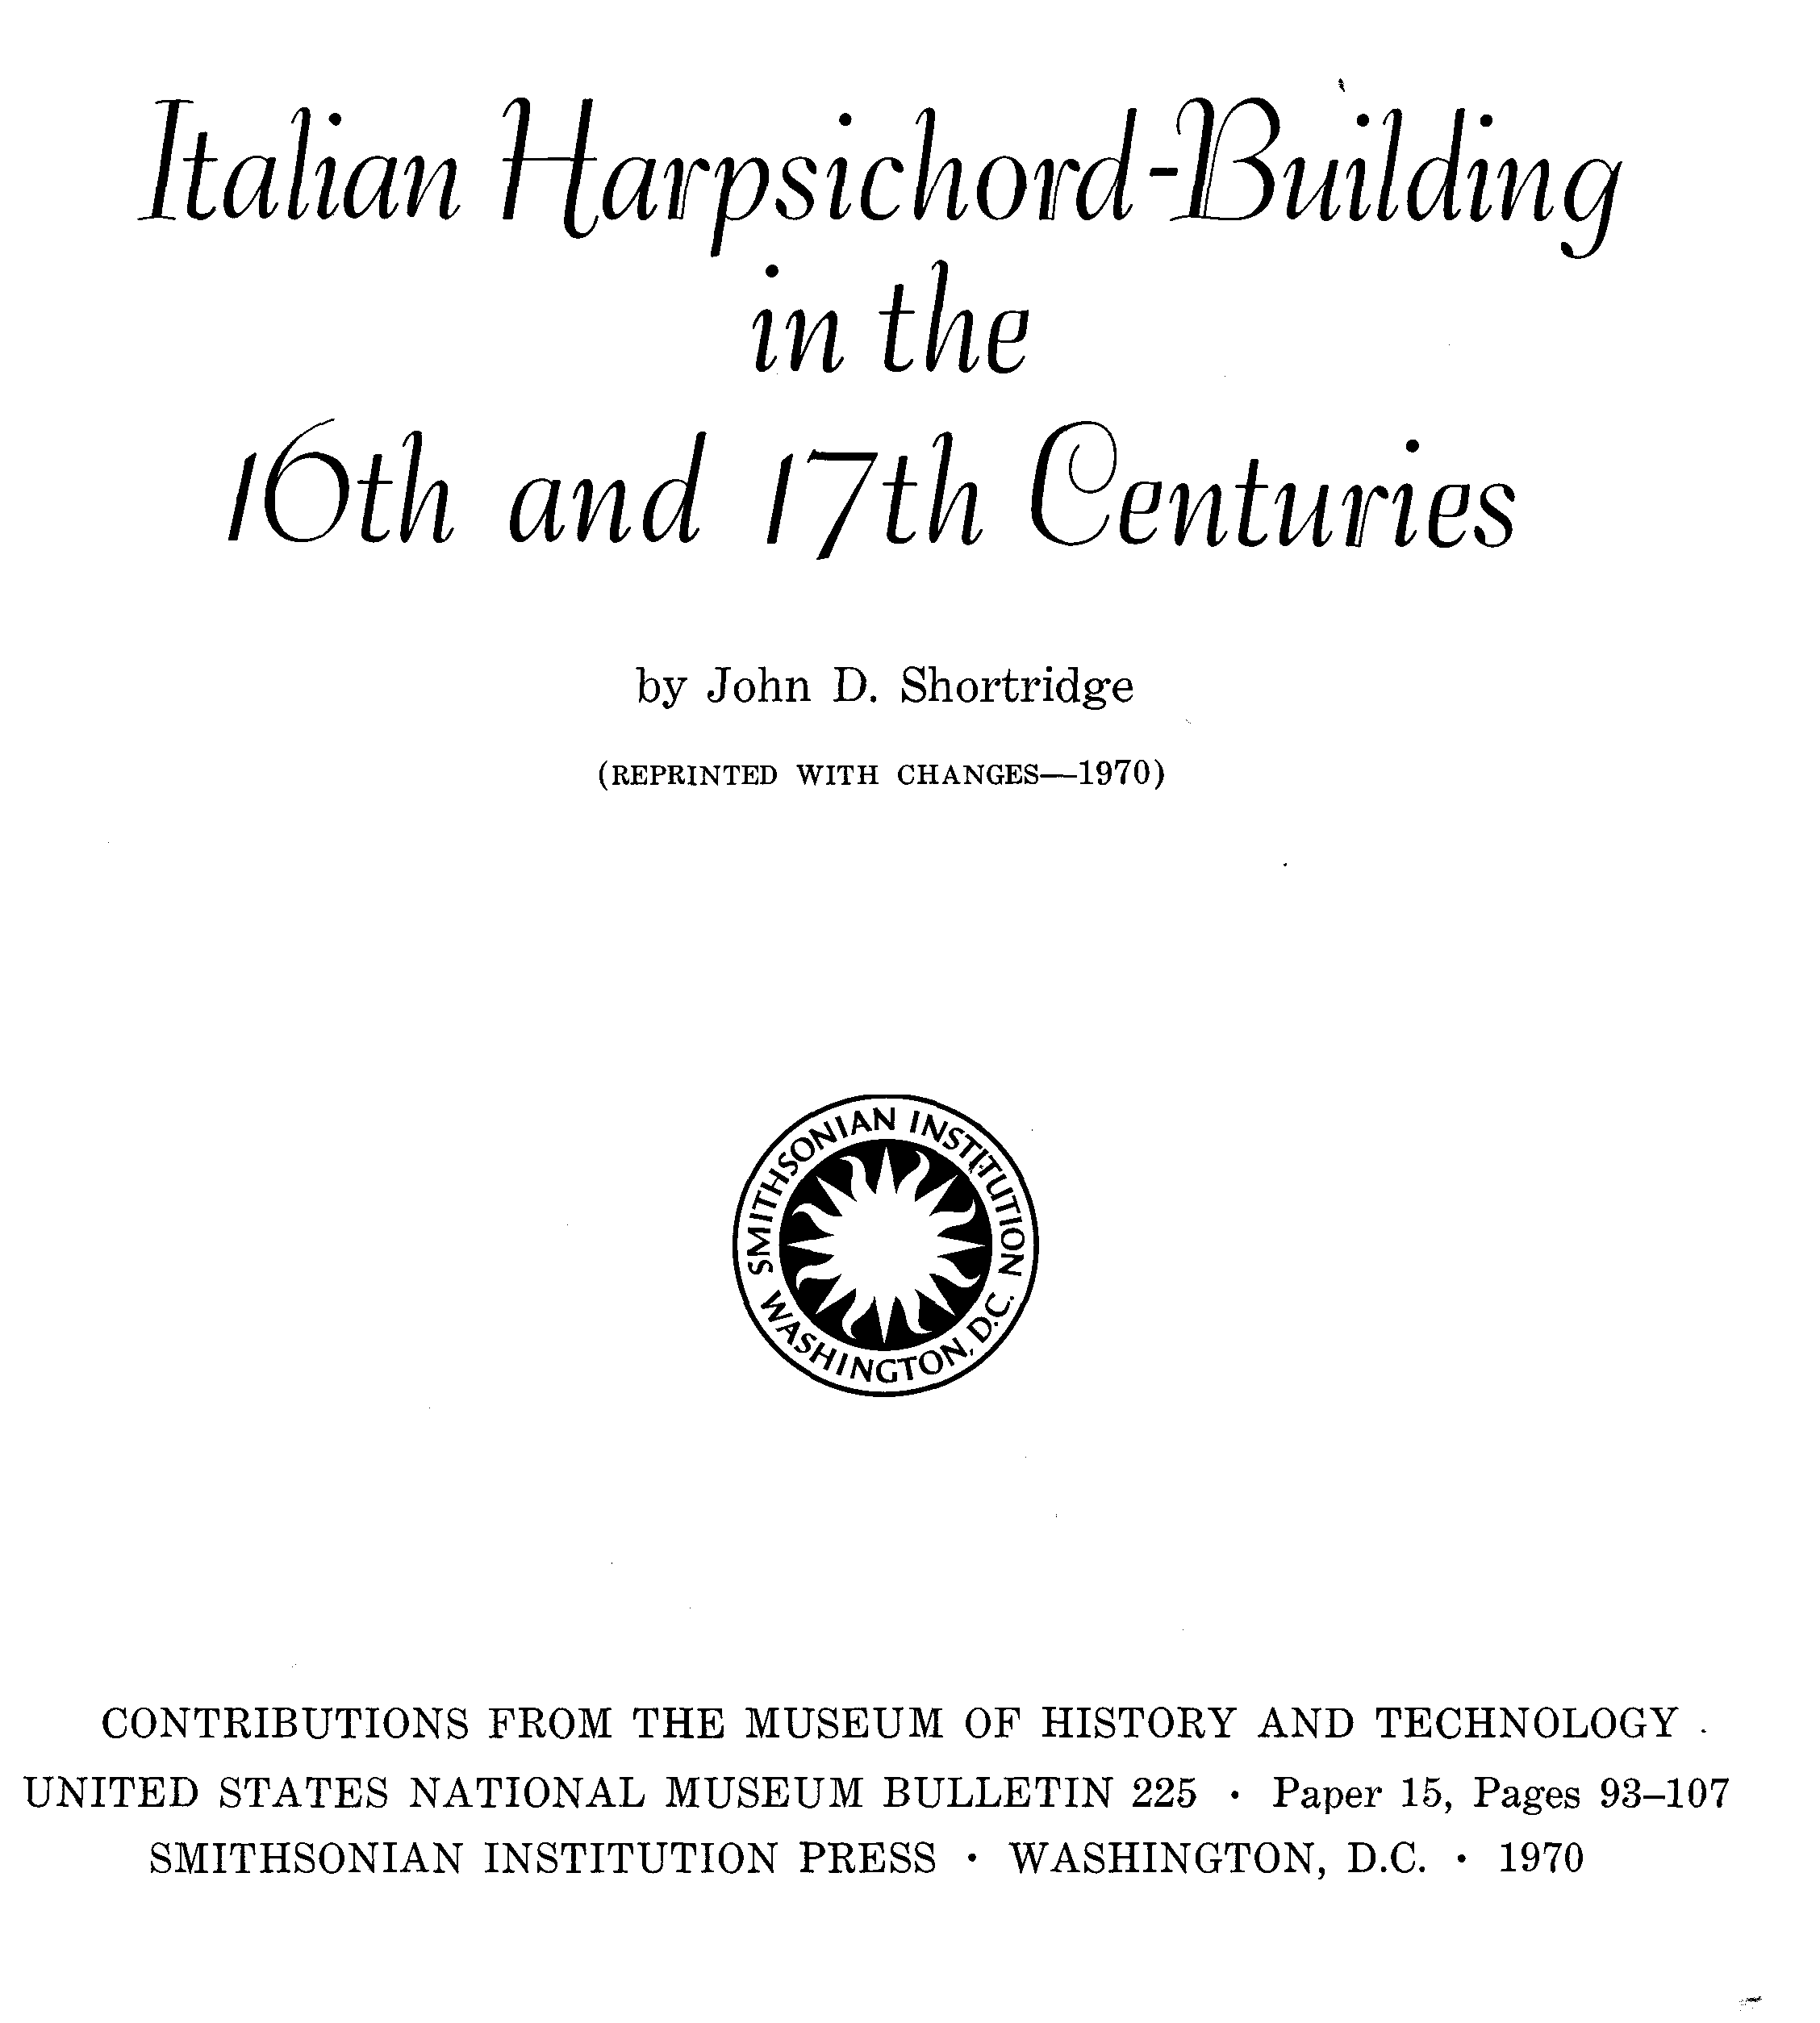 Italian Harpsichord-Building
in the
16th and 17th Centuries
by John D. Shortridge
(REPRINTED WITH CHANGES—1970)
SMITHSONIAN INSTITUTION
WASHINGTON, D.C.
CONTRIBUTIONS FROM THE MUSEUM OF HISTORY AND TECHNOLOGY
UNITED STATES NATIONAL MUSEUM BULLETIN 225 · Paper 15, Pages 93–107
SMITHSONIAN INSTITUTION PRESS · WASHINGTON, D.C. · 1970